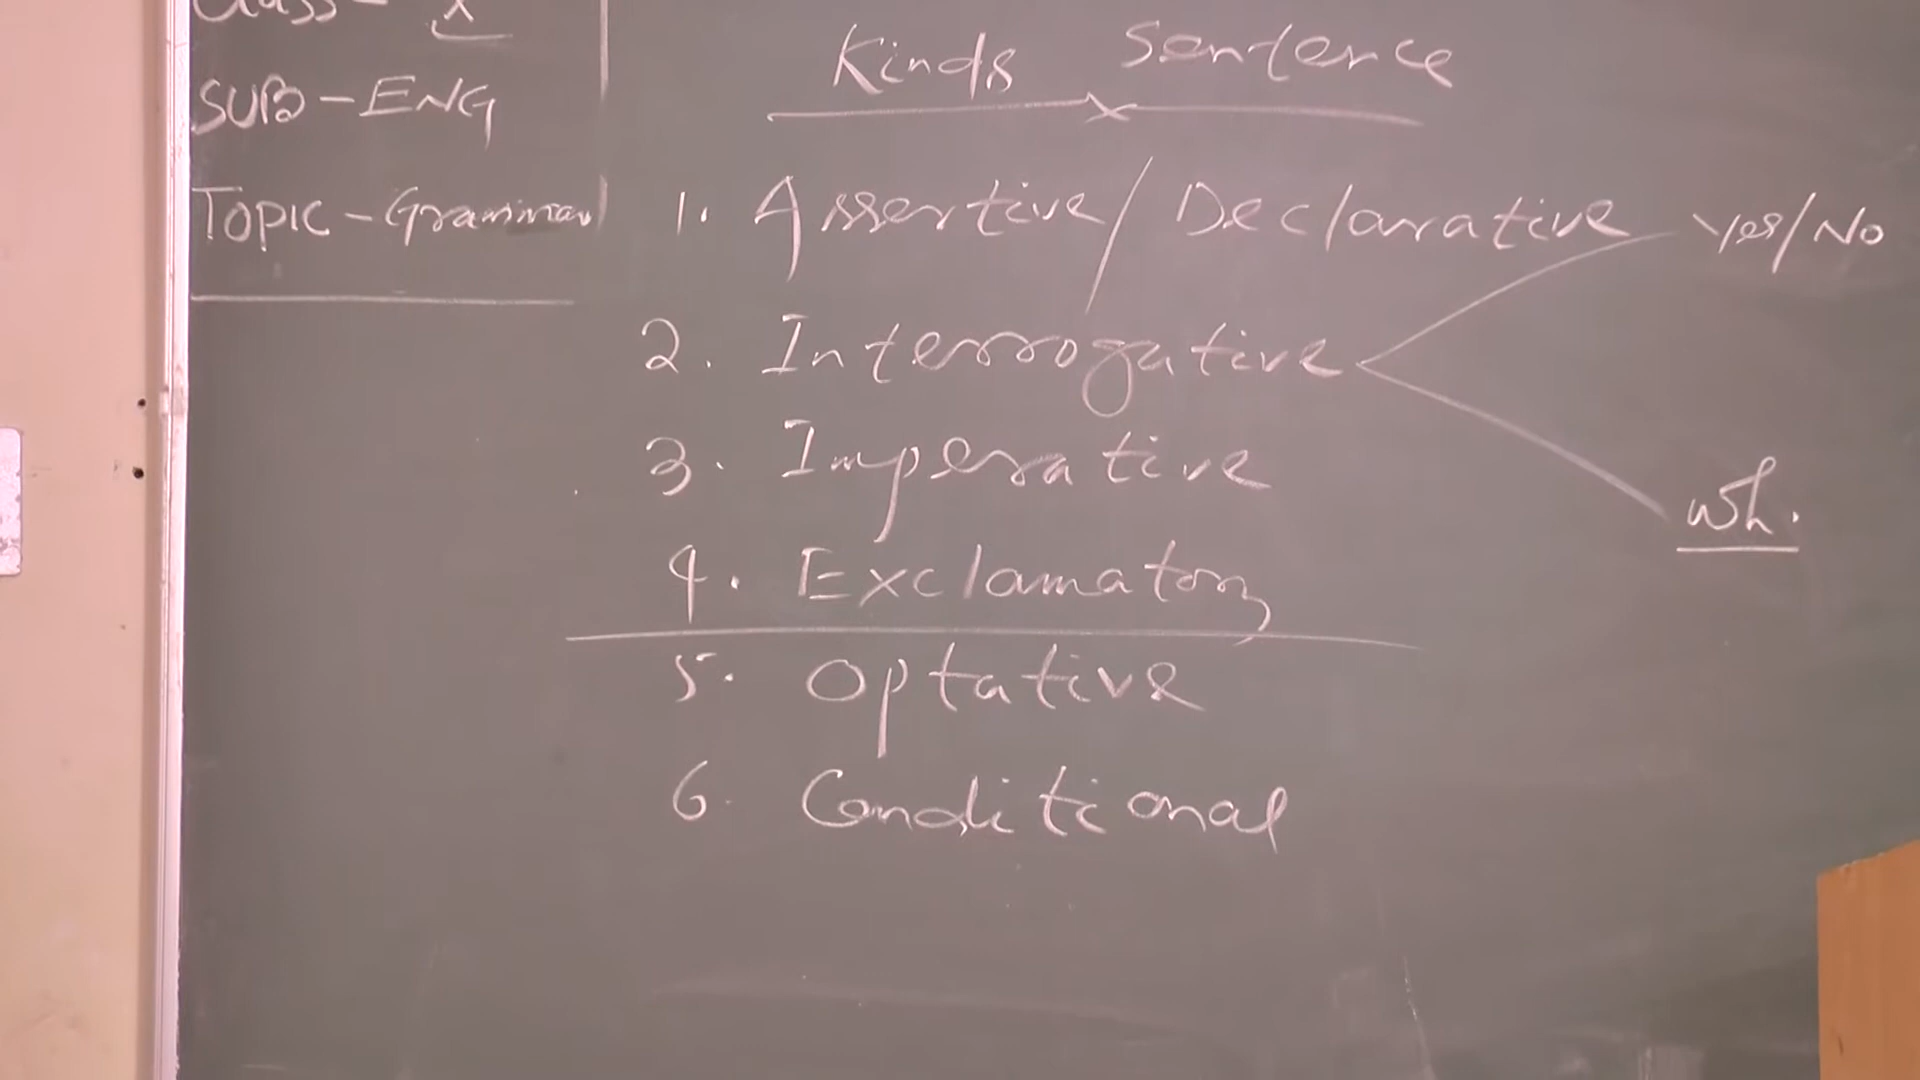 Class - X
SUB - ENG
TOPIC - Grammar
Kinds Sentence
1. Assertive / Declarative
2. Interrogative
Yes/No
Wh.
3. Imperative
4. Exclamatory
5. Optative
6. Conditional